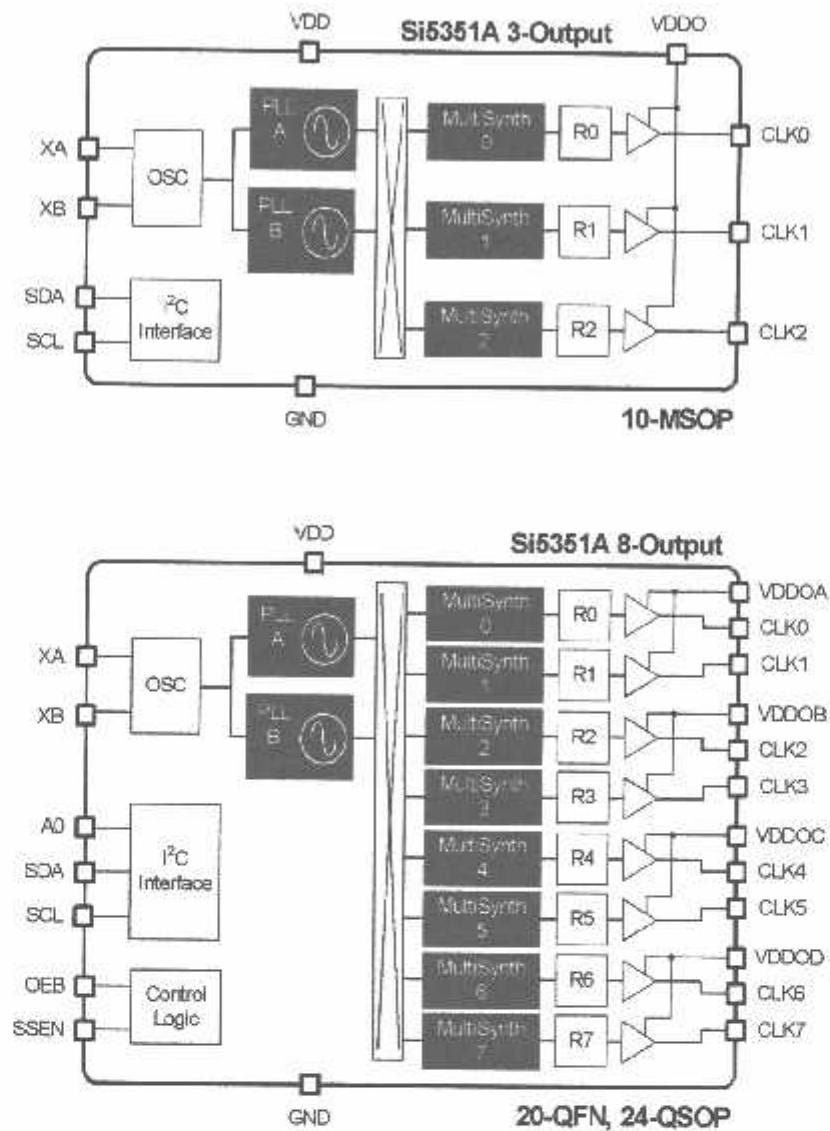 VDD
Si5351A 3-Output
VDDO
XA
XB
OSC
PLL
A
PLL
B
MultiSynth
0
R0
CLK0
MultiSynth
1
R1
CLK1
MultiSynth
2
R2
CLK2
SDA
SCL
I²C
Interface
GND
10-MSOP
VDD
Si5351A 8-Output
XA
XB
OSC
PLL
A
PLL
B
MultiSynth
0
R0
VDDOA
CLK0
MultiSynth
1
R1
CLK1
MultiSynth
2
R2
VDDOB
CLK2
MultiSynth
3
R3
CLK3
MultiSynth
4
R4
VDDOC
CLK4
MultiSynth
5
R5
CLK5
MultiSynth
6
R6
VDDOD
CLK6
MultiSynth
7
R7
CLK7
A0
SDA
SCL
I²C
Interface
OEB
SSEN
Control
Logic
GND
20-QFN, 24-QSOP